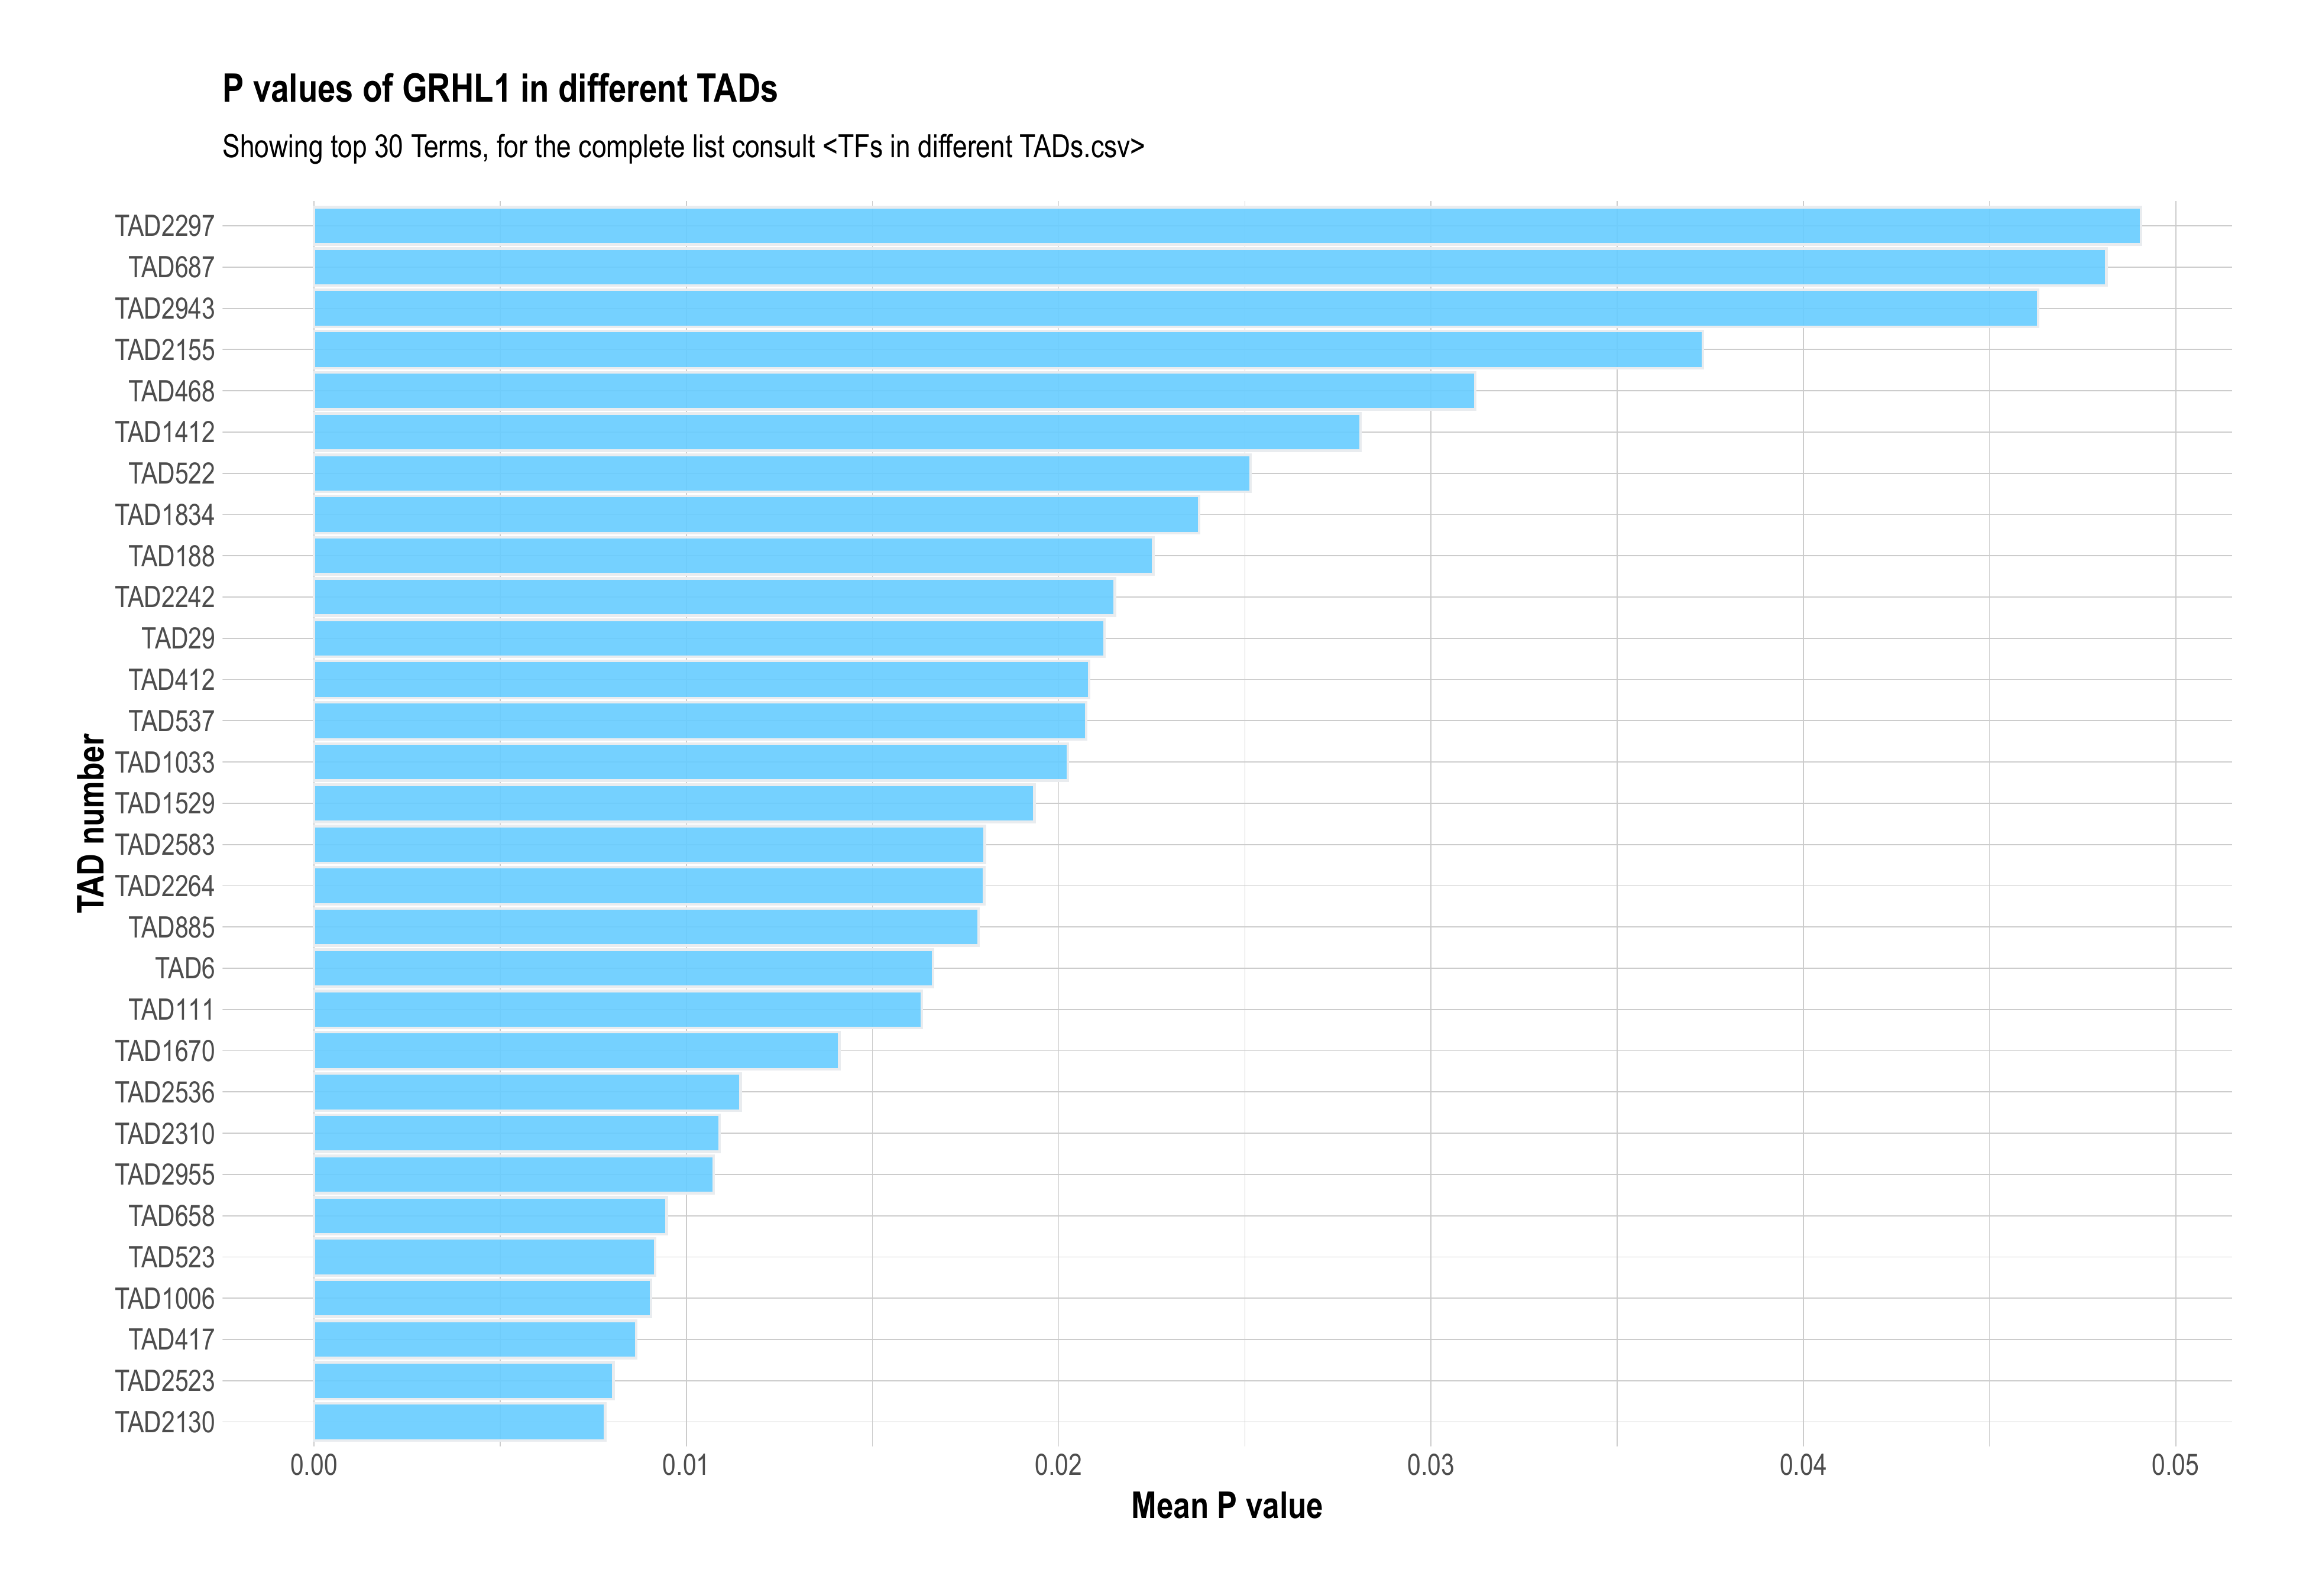 P values of GRHL1 in different TADs
Showing top 30 Terms, for the complete list consult <TFs in different TADs.csv>
TAD number
TAD2297
TAD687
TAD2943
TAD2155
TAD468
TAD1412
TAD522
TAD1834
TAD188
TAD2242
TAD29
TAD412
TAD537
TAD1033
TAD1529
TAD2583
TAD2264
TAD885
TAD6
TAD111
TAD1670
TAD2536
TAD2310
TAD2955
TAD658
TAD523
TAD1006
TAD417
TAD2523
TAD2130
0.00 0.01 0.02 0.03 0.04 0.05
Mean P value